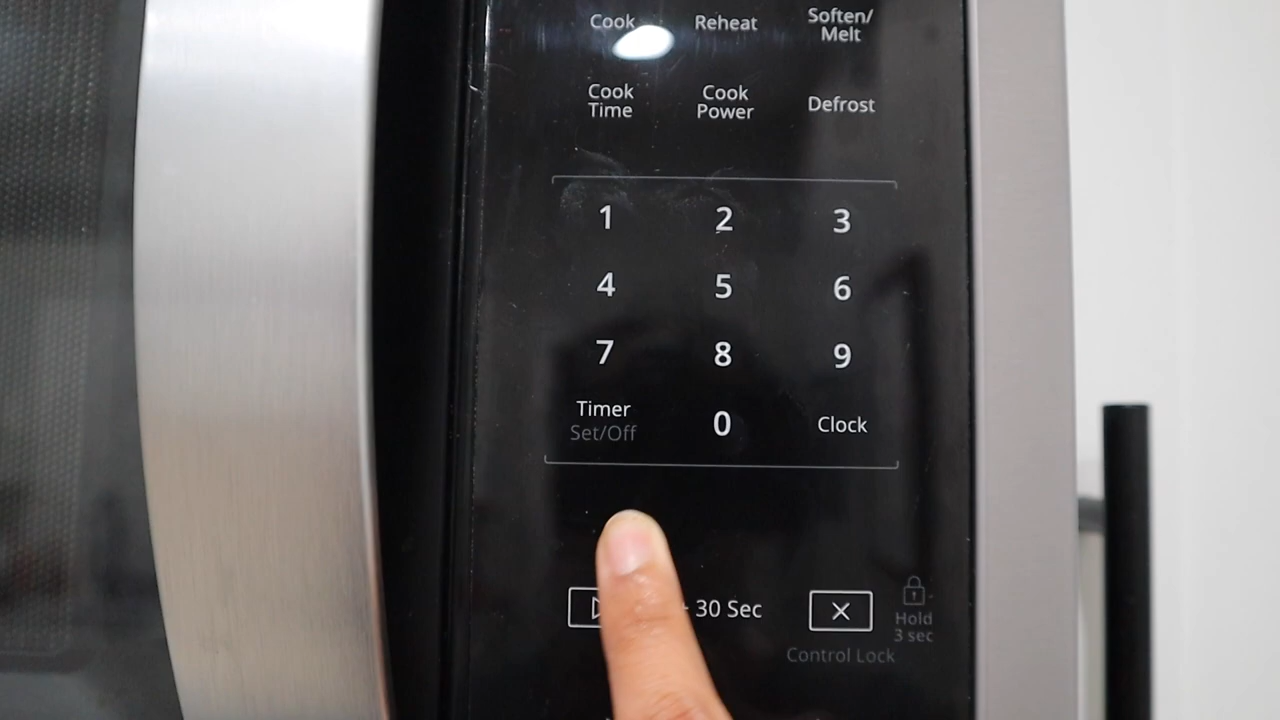 Cook Reheat Soften/
Melt
Cook
Time
Cook
Power
Defrost
1 2 3
4 5 6
7 8 9
Timer
Set/Off
0 Clock
30 Sec
Hold
3 sec
Control Lock